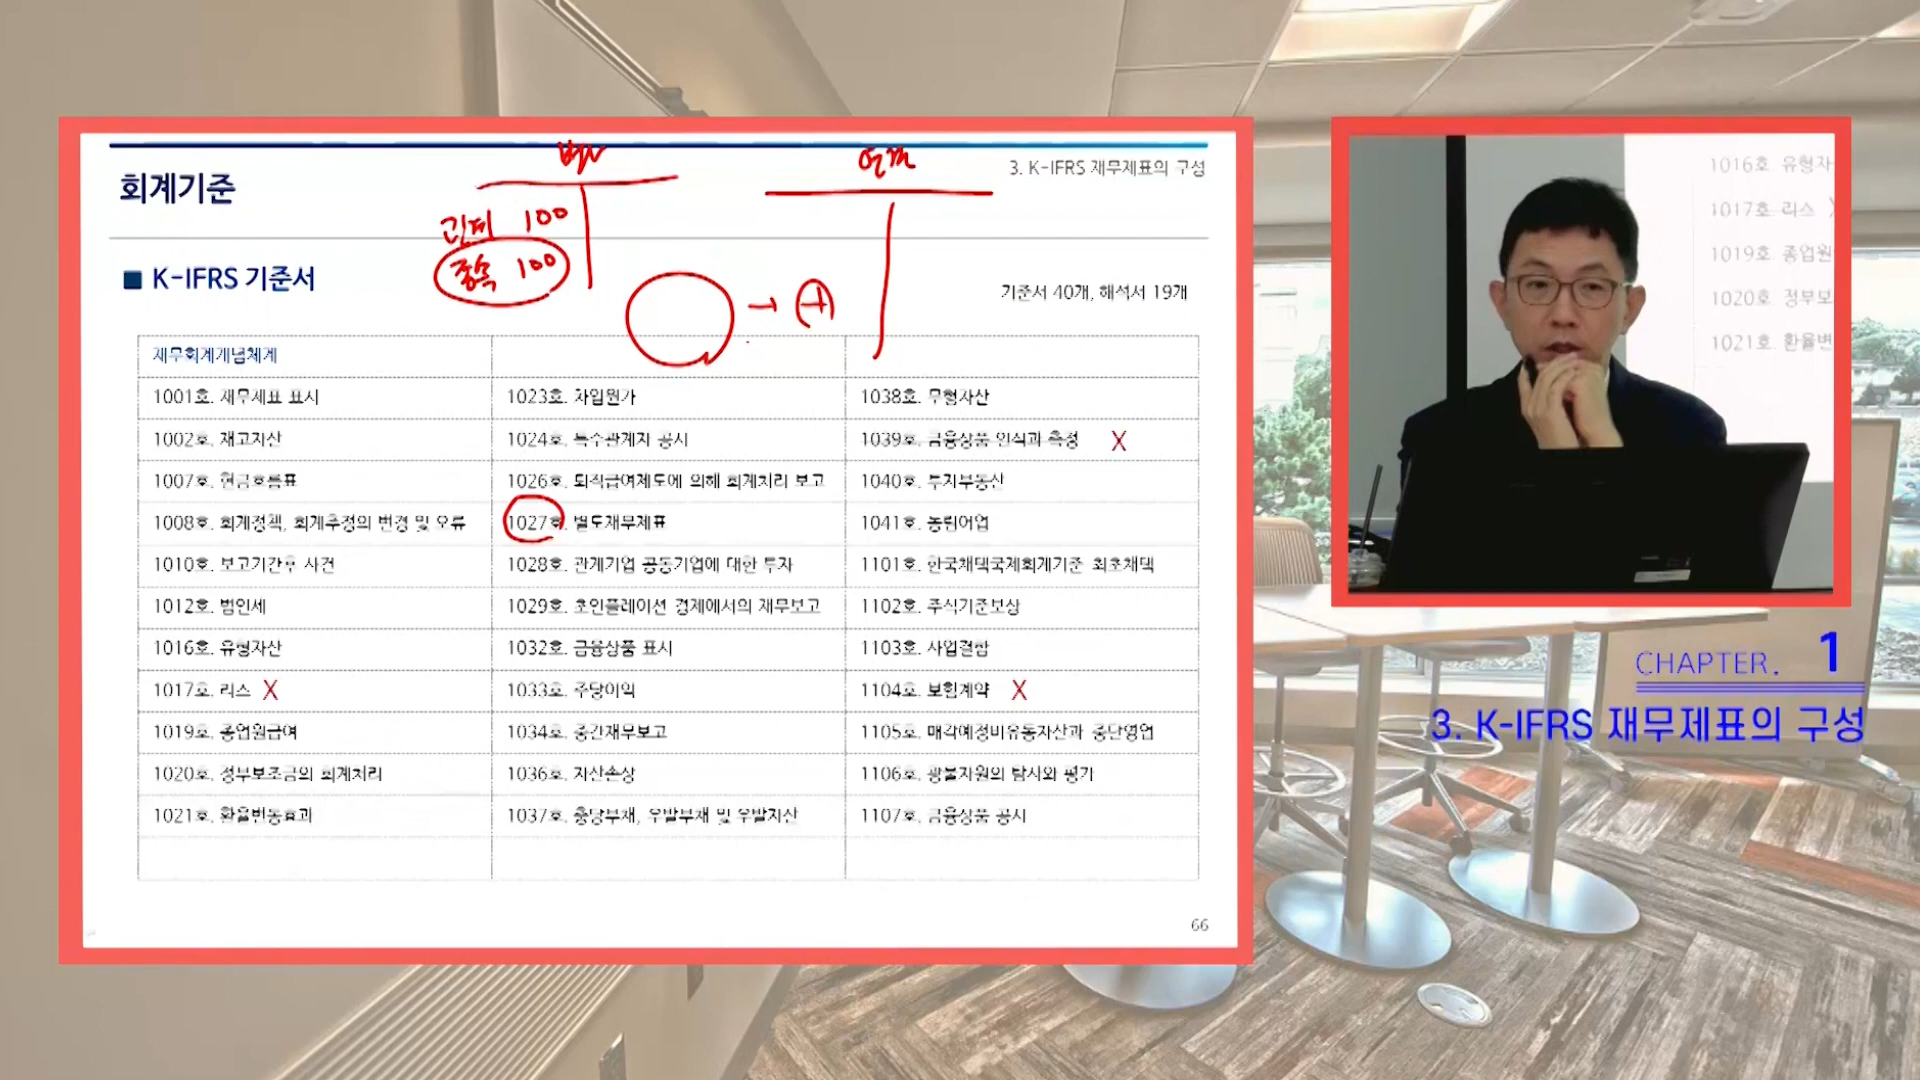 3. K-IFRS 재무제표의 구성
회계기준
관계 100
종속 100
K-IFRS 기준서
기준서 40개, 해석서 19개
재무회계개념체계
1001호. 재무제표 표시
1023호. 차입원가
1038호. 무형자산
1002호. 재고자산
1024호. 특수관계자 공시
1039호. 금융상품 인식과 측정 X
1007호. 현금흐름표
1026호. 퇴직급여제도에 의해 회계처리 보고
1040호. 투자부동산
1008호. 회계정책, 회계추정의 변경 및 오류
1027호. 별도재무제표
1041호. 농림어업
1010호. 보고기간후 사건
1028호. 관계기업 공동기업에 대한 투자
1101호. 한국채택국제회계기준 최초채택
1012호. 법인세
1029호. 초인플레이션 경제에서의 재무보고
1102호. 주식기준보상
1016호. 유형자산
1032호. 금융상품 표시
1103호. 사업결합
1017호. 리스 X
1033호. 주당이익
1104호. 보험계약 X
1019호. 종업원급여
1034호. 중간재무보고
1105호. 매각예정비유동자산과 중단영업
1020호. 정부보조금의 회계처리
1036호. 자산손상
1106호. 광물자원의 탐사와 평가
1021호. 환율변동효과
1037호. 충당부채, 우발부채 및 우발자산
1107호. 금융상품 공시
66
1016호. 유형자
1017호. 리스
1019호. 종업원
1020호. 정부보
1021호. 환율변
CHAPTER. 1
3. K-IFRS 재무제표의 구성